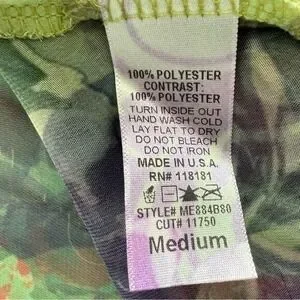 100% POLYESTER
CONTRAST:
100% POLYESTER
TURN INSIDE OUT
HAND WASH COLD
LAY FLAT TO DRY
DO NOT BLEACH
DO NOT IRON
MADE IN U.S.A.
RN# 118181
STYLE# ME884B80
CUT# 11750
Medium